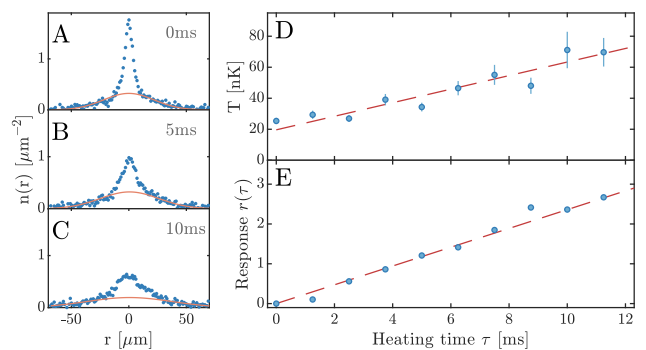 A
0ms
1
0
B
5ms
1
0
C
10ms
1
0
-50
0
50
r [μm]
n(r) [μm⁻²]
D
80
60
40
20
0
T [nK]
E
3
2
1
0
Response r(τ)
0
2
4
6
8
10
12
Heating time τ [ms]